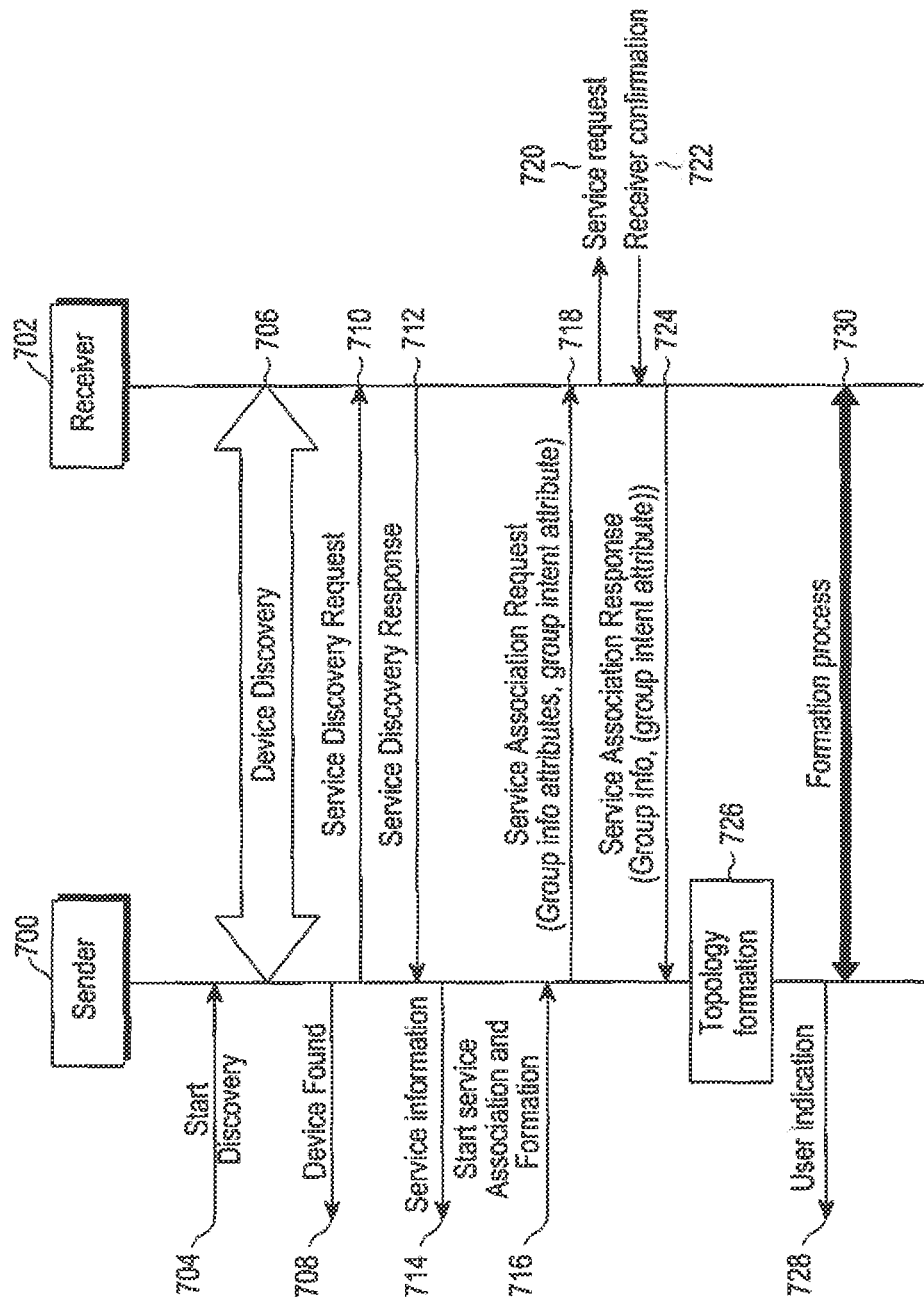 700
Sender
702
Receiver
704
Start
Discovery
Device Discovery
706
708
Device Found
Service Discovery Request
710
Service Discovery Response
712
714
Service information
Start service
Association and
Formation
716
Service Association Request
(Group info attributes, group intent attribute)
718
720
Service request
Receiver confirmation
722
Service Association Response
(Group info, (group intent attribute))
724
Topology
formation
726
User indication
728
Formation process
730